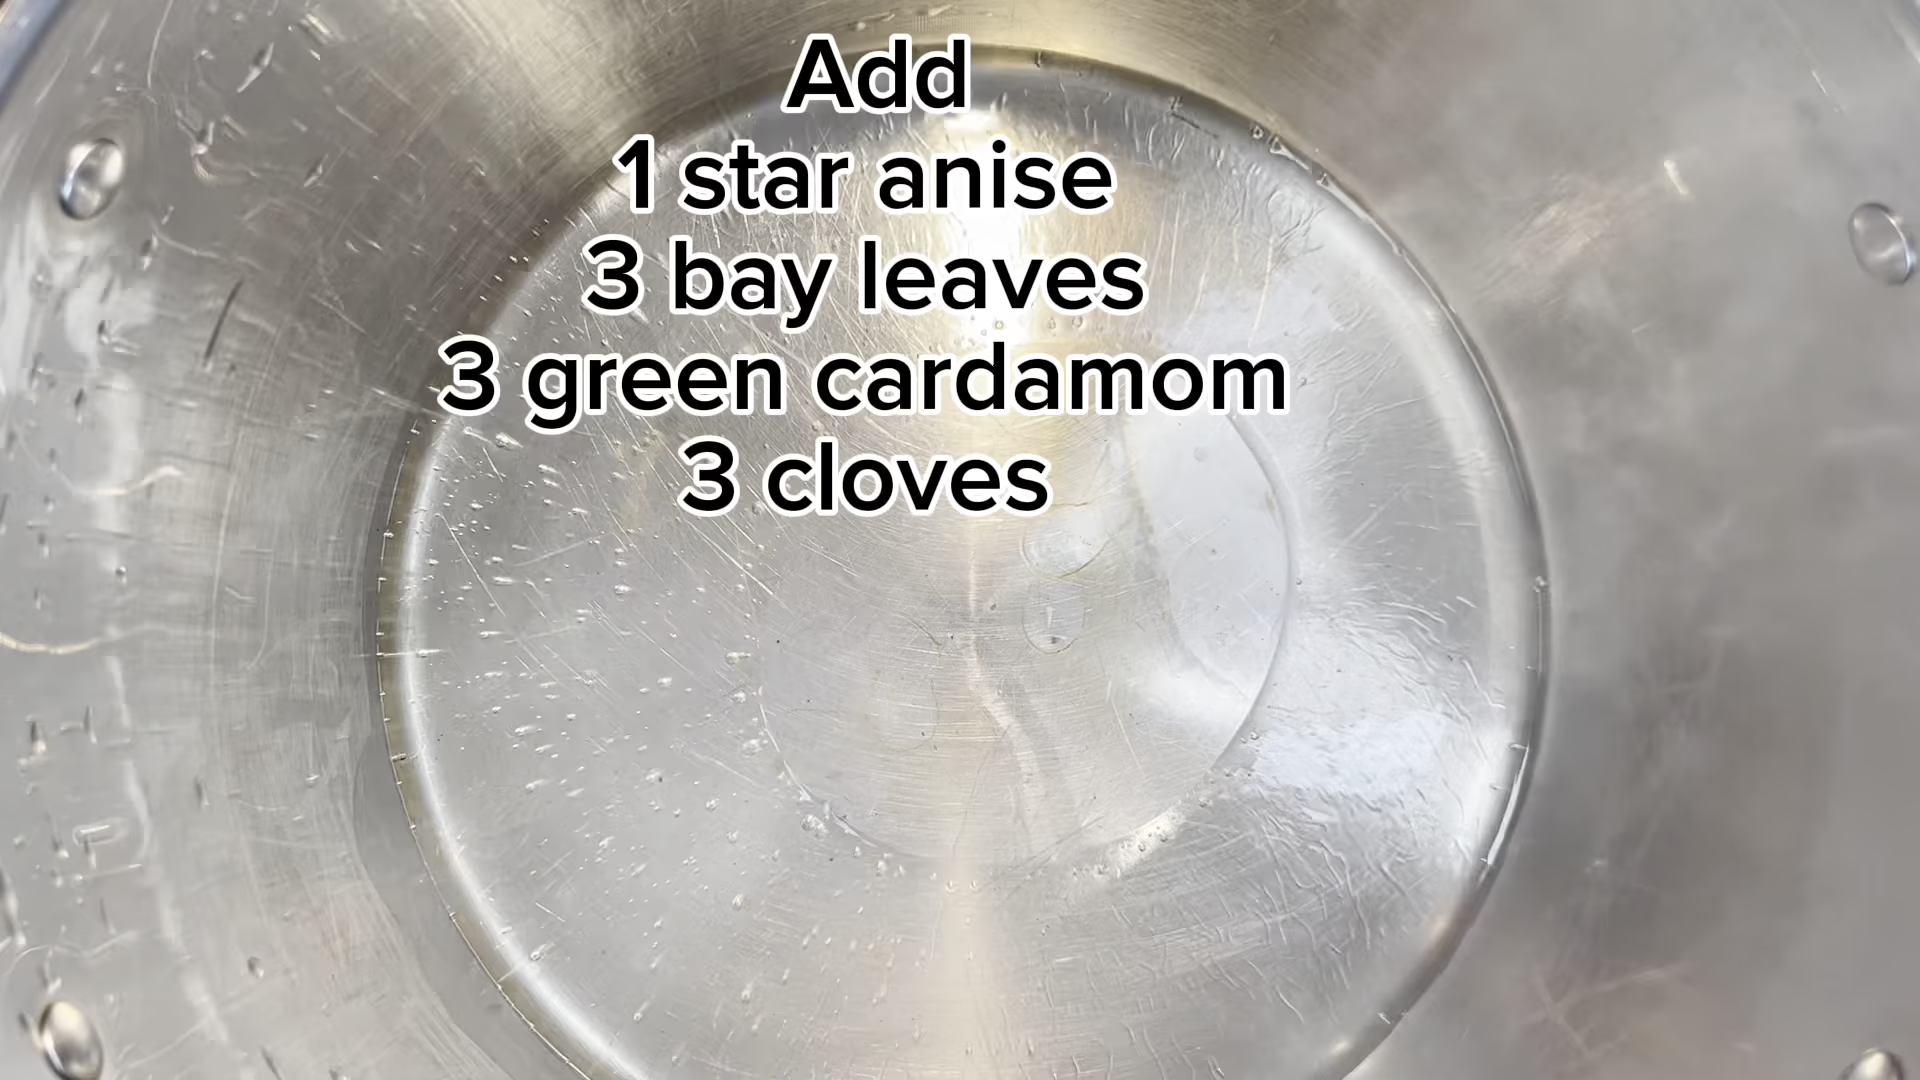 Add
1 star anise
3 bay leaves
3 green cardamom
3 cloves